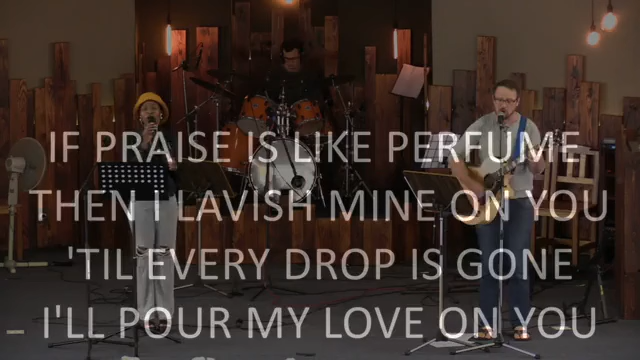 IF PRAISE IS LIKE PERFUME
THEN I LAVISH MINE ON YOU
'TIL EVERY DROP IS GONE
I'LL POUR MY LOVE ON YOU